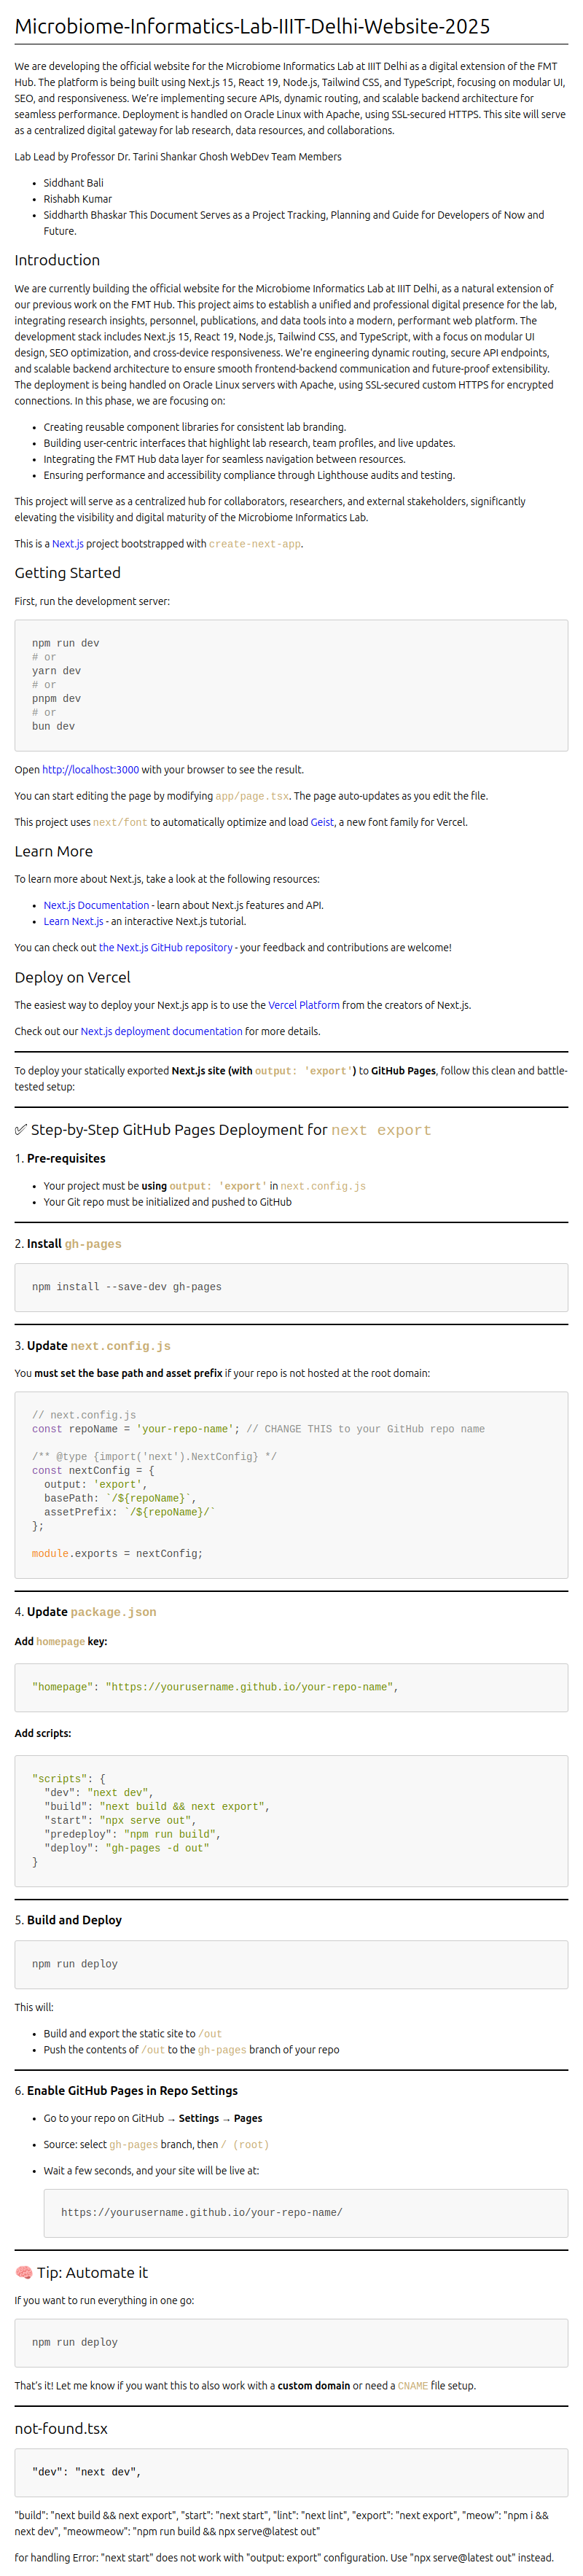 Microbiome-Informatics-Lab-IIIT-Delhi-Website-2025
We are developing the official website for the Microbiome Informatics Lab at IIIT Delhi as a digital extension of the FMT
Hub. The platform is being built using Next.js 15, React 19, Node.js, Tailwind CSS, and TypeScript, focusing on modular UI,
SEO, and responsiveness. We're implementing secure APIs, dynamic routing, and scalable backend architecture for
seamless performance. Deployment is handled on Oracle Linux with Apache, using SSL-secured HTTPS. This site will serve
as a centralized digital gateway for lab research, data resources, and collaborations.
Lab Lead by Professor Dr. Tarini Shankar Ghosh WebDev Team Members
• Siddhant Bali
• Rishabh Kumar
• Siddharth Bhaskar This Document Serves as a Project Tracking, Planning and Guide for Developers of Now and
Future.
Introduction
We are currently building the official website for the Microbiome Informatics Lab at IIIT Delhi, as a natural extension of
our previous work on the FMT Hub. This project aims to establish a unified and professional digital presence for the lab,
integrating research insights, personnel, publications, and data tools into a modern, performant web platform. The
development stack includes Next.js 15, React 19, Node.js, Tailwind CSS, and TypeScript, with a focus on modular UI
design, SEO optimization, and cross-device responsiveness. We're engineering dynamic routing, secure API endpoints,
and scalable backend architecture to ensure smooth frontend-backend communication and future-proof extensibility.
The deployment is being handled on Oracle Linux servers with Apache, using SSL-secured custom HTTPS for encrypted
connections. In this phase, we are focusing on:
• Creating reusable component libraries for consistent lab branding.
• Building user-centric interfaces that highlight lab research, team profiles, and live updates.
• Integrating the FMT Hub data layer for seamless navigation between resources.
• Ensuring performance and accessibility compliance through Lighthouse audits and testing.
This project will serve as a centralized hub for collaborators, researchers, and external stakeholders, significantly
elevating the visibility and digital maturity of the Microbiome Informatics Lab.
This is a Next.js project bootstrapped with create-next-app.
Getting Started
First, run the development server:
npm run dev
# or
yarn dev
# or
pnpm dev
# or
bun dev
Open http://localhost:3000 with your browser to see the result.
You can start editing the page by modifying app/page.tsx. The page auto-updates as you edit the file.
This project uses next/font to automatically optimize and load Geist, a new font family for Vercel.
Learn More
To learn more about Next.js, take a look at the following resources:
• Next.js Documentation - learn about Next.js features and API.
• Learn Next.js - an interactive Next.js tutorial.
You can check out the Next.js GitHub repository - your feedback and contributions are welcome!
Deploy on Vercel
The easiest way to deploy your Next.js app is to use the Vercel Platform from the creators of Next.js.
Check out our Next.js deployment documentation for more details.
To deploy your statically exported Next.js site (with output: 'export') to GitHub Pages, follow this clean and battle-
tested setup:
✅ Step-by-Step GitHub Pages Deployment for next export
1. Pre-requisites
• Your project must be using output: 'export' in next.config.js
• Your Git repo must be initialized and pushed to GitHub
2. Install gh-pages
npm install --save-dev gh-pages
3. Update next.config.js
You must set the base path and asset prefix if your repo is not hosted at the root domain:
// next.config.js
const repoName = 'your-repo-name'; // CHANGE THIS to your GitHub repo name
/** @type {import('next').NextConfig} */
const nextConfig = {
output: 'export',
basePath: `/${repoName}`,
assetPrefix: `/${repoName}/`
};
module.exports = nextConfig;
4. Update package.json
Add homepage key:
"homepage": "https://yourusername.github.io/your-repo-name",
Add scripts:
"scripts": {
"dev": "next dev",
"build": "next build && next export",
"start": "npx serve out",
"predeploy": "npm run build",
"deploy": "gh-pages -d out"
}
5. Build and Deploy
npm run deploy
This will:
• Build and export the static site to /out
• Push the contents of /out to the gh-pages branch of your repo
6. Enable GitHub Pages in Repo Settings
• Go to your repo on GitHub → Settings → Pages
• Source: select gh-pages branch, then / (root)
• Wait a few seconds, and your site will be live at:
https://yourusername.github.io/your-repo-name/
🧠 Tip: Automate it
If you want to run everything in one go:
npm run deploy
That's it! Let me know if you want this to also work with a custom domain or need a CNAME file setup.
not-found.tsx
"dev": "next dev",
"build": "next build && next export", "start": "next start", "lint": "next lint", "export": "next export", "meow": "npm i &&
next dev", "meowmeow": "npm run build && npx serve@latest out"
for handling Error: "next start" does not work with "output: export" configuration. Use "npx serve@latest out" instead.